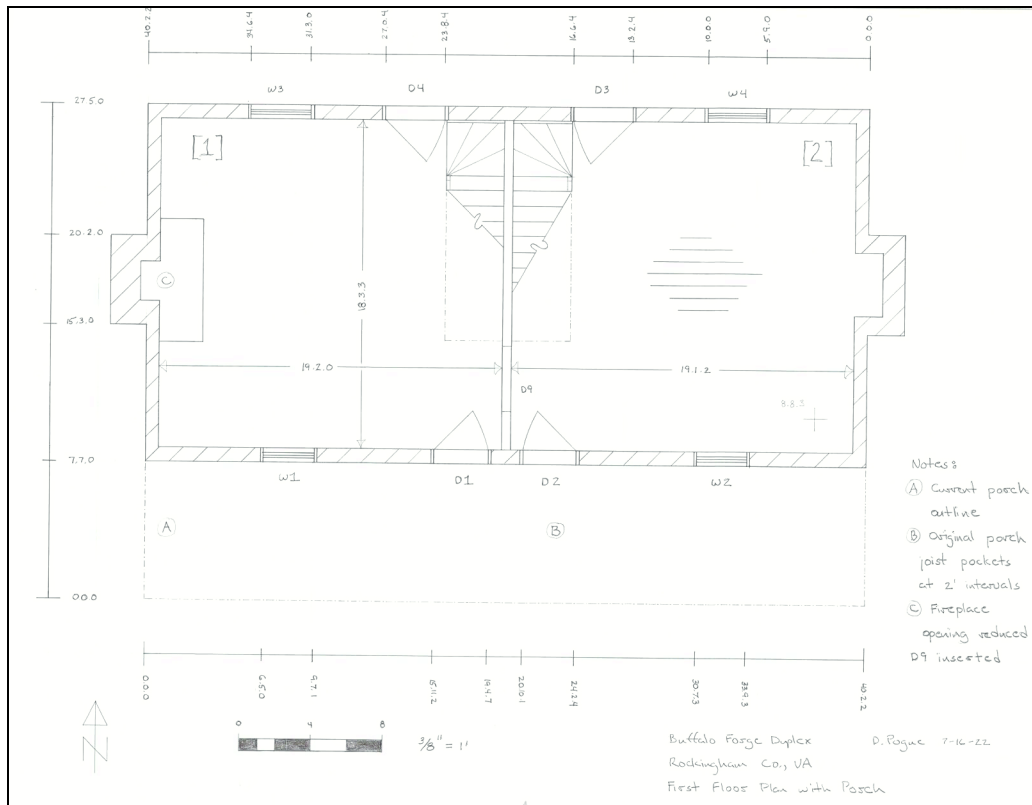 40.2.2 34.6.4 31.3.0 27.0.4 23.8.4 16.6.4 13.2.4 10.0.0 5.9.0 0.0.0
W3 D4 D3 W4
27.5.0
[1] [2]
20.2.0
C
18.3.3
15.3.0
19.2.0 19.1.2
D9
8.8.3
7.7.0
W1 D1 D2 W2
A B
0.0.0
Notes:
A Current porch
outline
B Original porch
joist pockets
at 2' intervals
C Fireplace
opening reduced
D9 inserted
0.0.0 6.5.0 9.7.1 15.11.2 19.4.7 20.10.1 24.2.4 30.7.3 33.9.3 40.2.2
N
0 4 8
3/8" = 1'
Buffalo Forge Duplex D. Pogue 7-16-22
Rockingham Co., VA
First Floor Plan with Porch